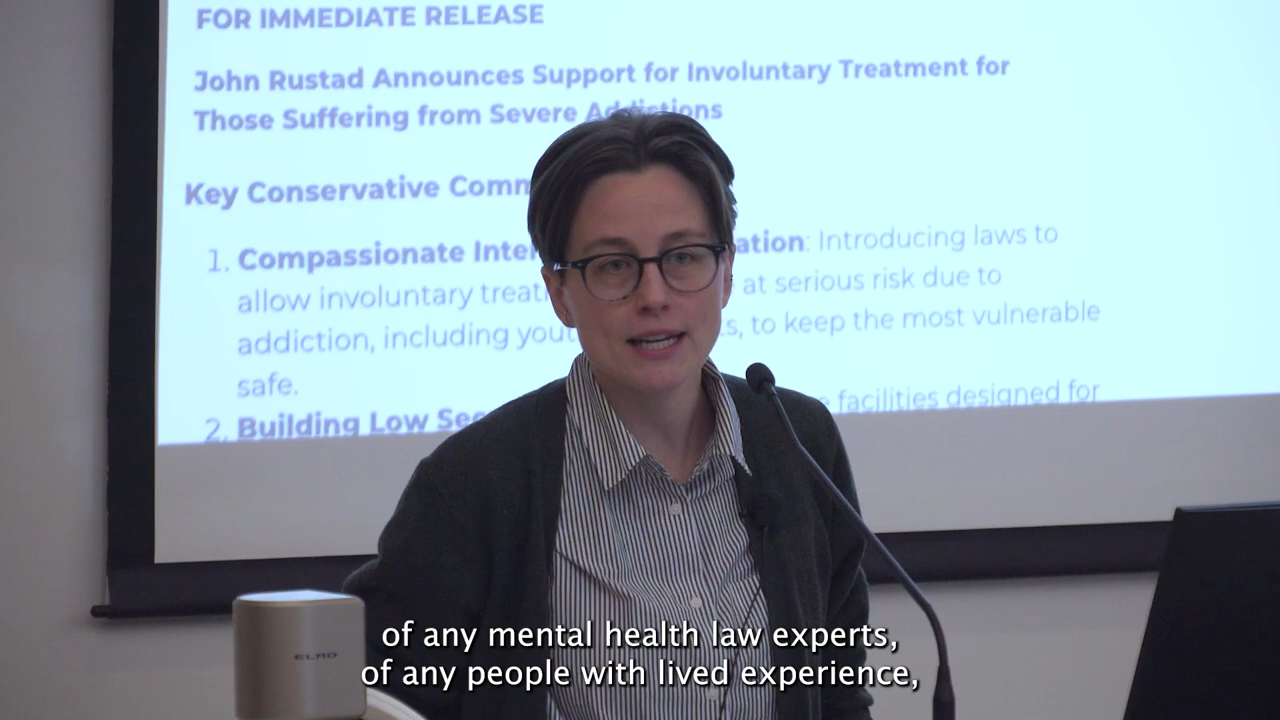 FOR IMMEDIATE RELEASE
John Rustad Announces Support for Involuntary Treatment for
Those Suffering from Severe Addictions
Key Conservative
1. Compassionate : Introducing laws to
allow involuntary at serious risk due to
addiction, including to keep the most vulnerable
safe.
2. Building Low facilities designed for
ELMO
of any mental health law experts,
of any people with lived experience,